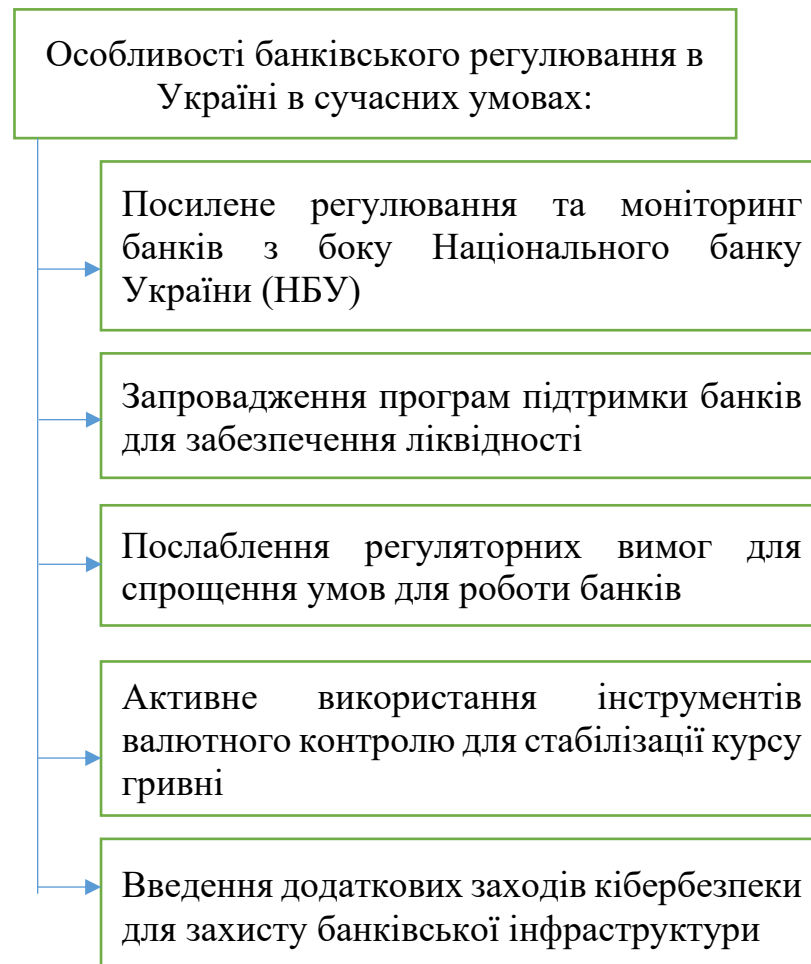 Особливості банківського регулювання в
Україні в сучасних умовах:
Посилене регулювання та моніторинг
банків з боку Національного банку
України (НБУ)
Запровадження програм підтримки банків
для забезпечення ліквідності
Послаблення регуляторних вимог для
спрощення умов для роботи банків
Активне використання інструментів
валютного контролю для стабілізації курсу
гривні
Введення додаткових заходів кібербезпеки
для захисту банківської інфраструктури